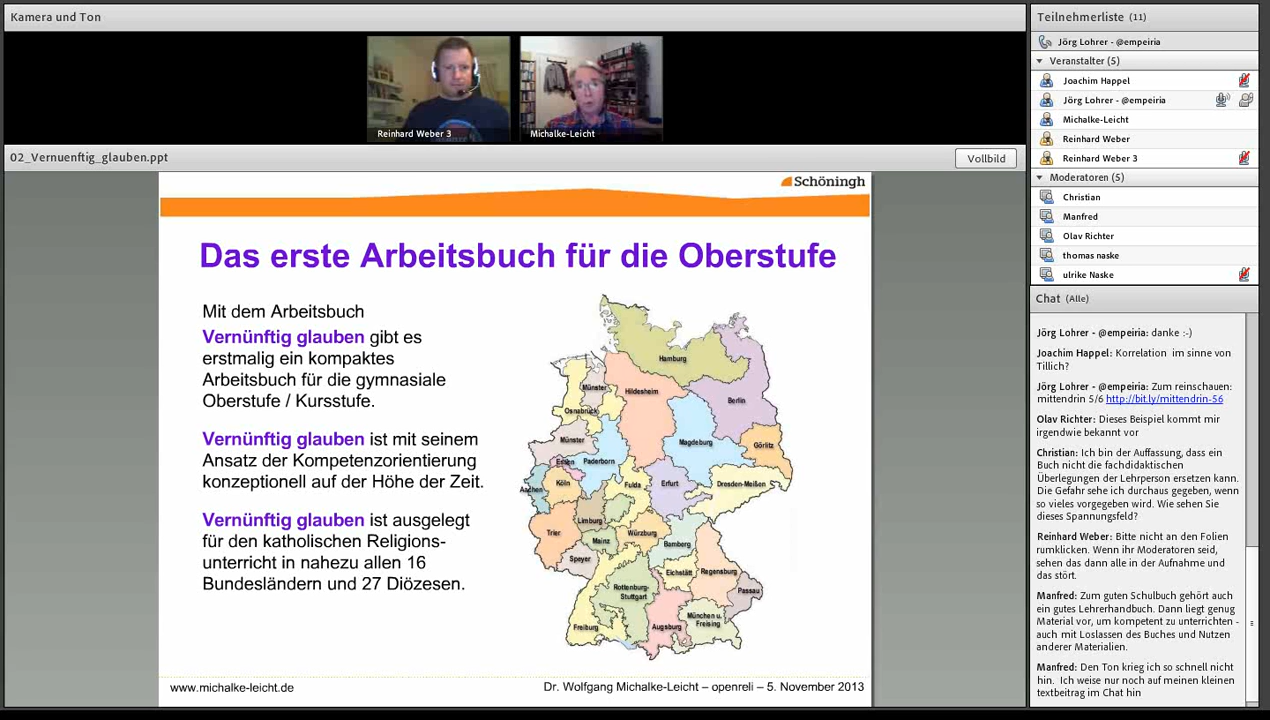 Kamera und Ton
Reinhard Weber 3
Michalke-Leicht
02_Vernuenftig_glauben.ppt
Vollbild
Schöningh
Das erste Arbeitsbuch für die Oberstufe
Mit dem Arbeitsbuch
Vernünftig glauben gibt es
erstmalig ein kompaktes
Arbeitsbuch für die gymnasiale
Oberstufe / Kursstufe.
Vernünftig glauben ist mit seinem
Ansatz der Kompetenzorientierung
konzeptionell auf der Höhe der Zeit.
Vernünftig glauben ist ausgelegt
für den katholischen Religions-
unterricht in nahezu allen 16
Bundesländern und 27 Diözesen.
Hamburg
Münster
Hildesheim
Osnabrück
Berlin
Münster
Magdeburg
Görlitz
Essen
Paderborn
Aachen
Köln
Fulda
Erfurt
Dresden-Meißen
Limburg
Trier
Mainz
Würzburg
Bamberg
Speyer
Eichstätt
Regensburg
Rottenburg-
Stuttgart
Passau
München u.
Freising
Freiburg
Augsburg
www.michalke-leicht.de
Dr. Wolfgang Michalke-Leicht – openreli – 5. November 2013
Teilnehmerliste (11)
Jörg Lohrer - @empeiria
Veranstalter (5)
Joachim Happel
Jörg Lohrer - @empeiria
Michalke-Leicht
Reinhard Weber
Reinhard Weber 3
Moderatoren (5)
Christian
Manfred
Olav Richter
thomas naske
ulrike Naske
Chat (Alle)
Jörg Lohrer - @empeiria: danke :-)
Joachim Happel: Korrelation im sinne von
Tillich?
Jörg Lohrer - @empeiria: Zum reinschauen:
mittendrin 5/6 http://bit.ly/mittendrin-56
Olav Richter: Dieses Beispiel kommt mir
irgendwie bekannt vor
Christian: Ich bin der Auffassung, dass ein
Buch nicht die fachdidaktischen
Überlegungen der Lehrperson ersetzen kann.
Die Gefahr sehe ich durchaus gegeben, wenn
so vieles vorgegeben wird. Wie sehen Sie
dieses Spannungsfeld?
Reinhard Weber: Bitte nicht an den Folien
rumklicken. Wenn ihr Moderatoren seid,
sehen das dann alle in der Aufnahme und
das stört.
Manfred: Zum guten Schulbuch gehört auch
ein gutes Lehrerhandbuch. Dann liegt genug
Material vor, um kompetent zu unterrichten -
auch mit Loslassen des Buches und Nutzen
anderer Materialien.
Manfred: Den Ton krieg ich so schnell nicht
hin. Ich weise nur noch auf meinen kleinen
textbeitrag im Chat hin